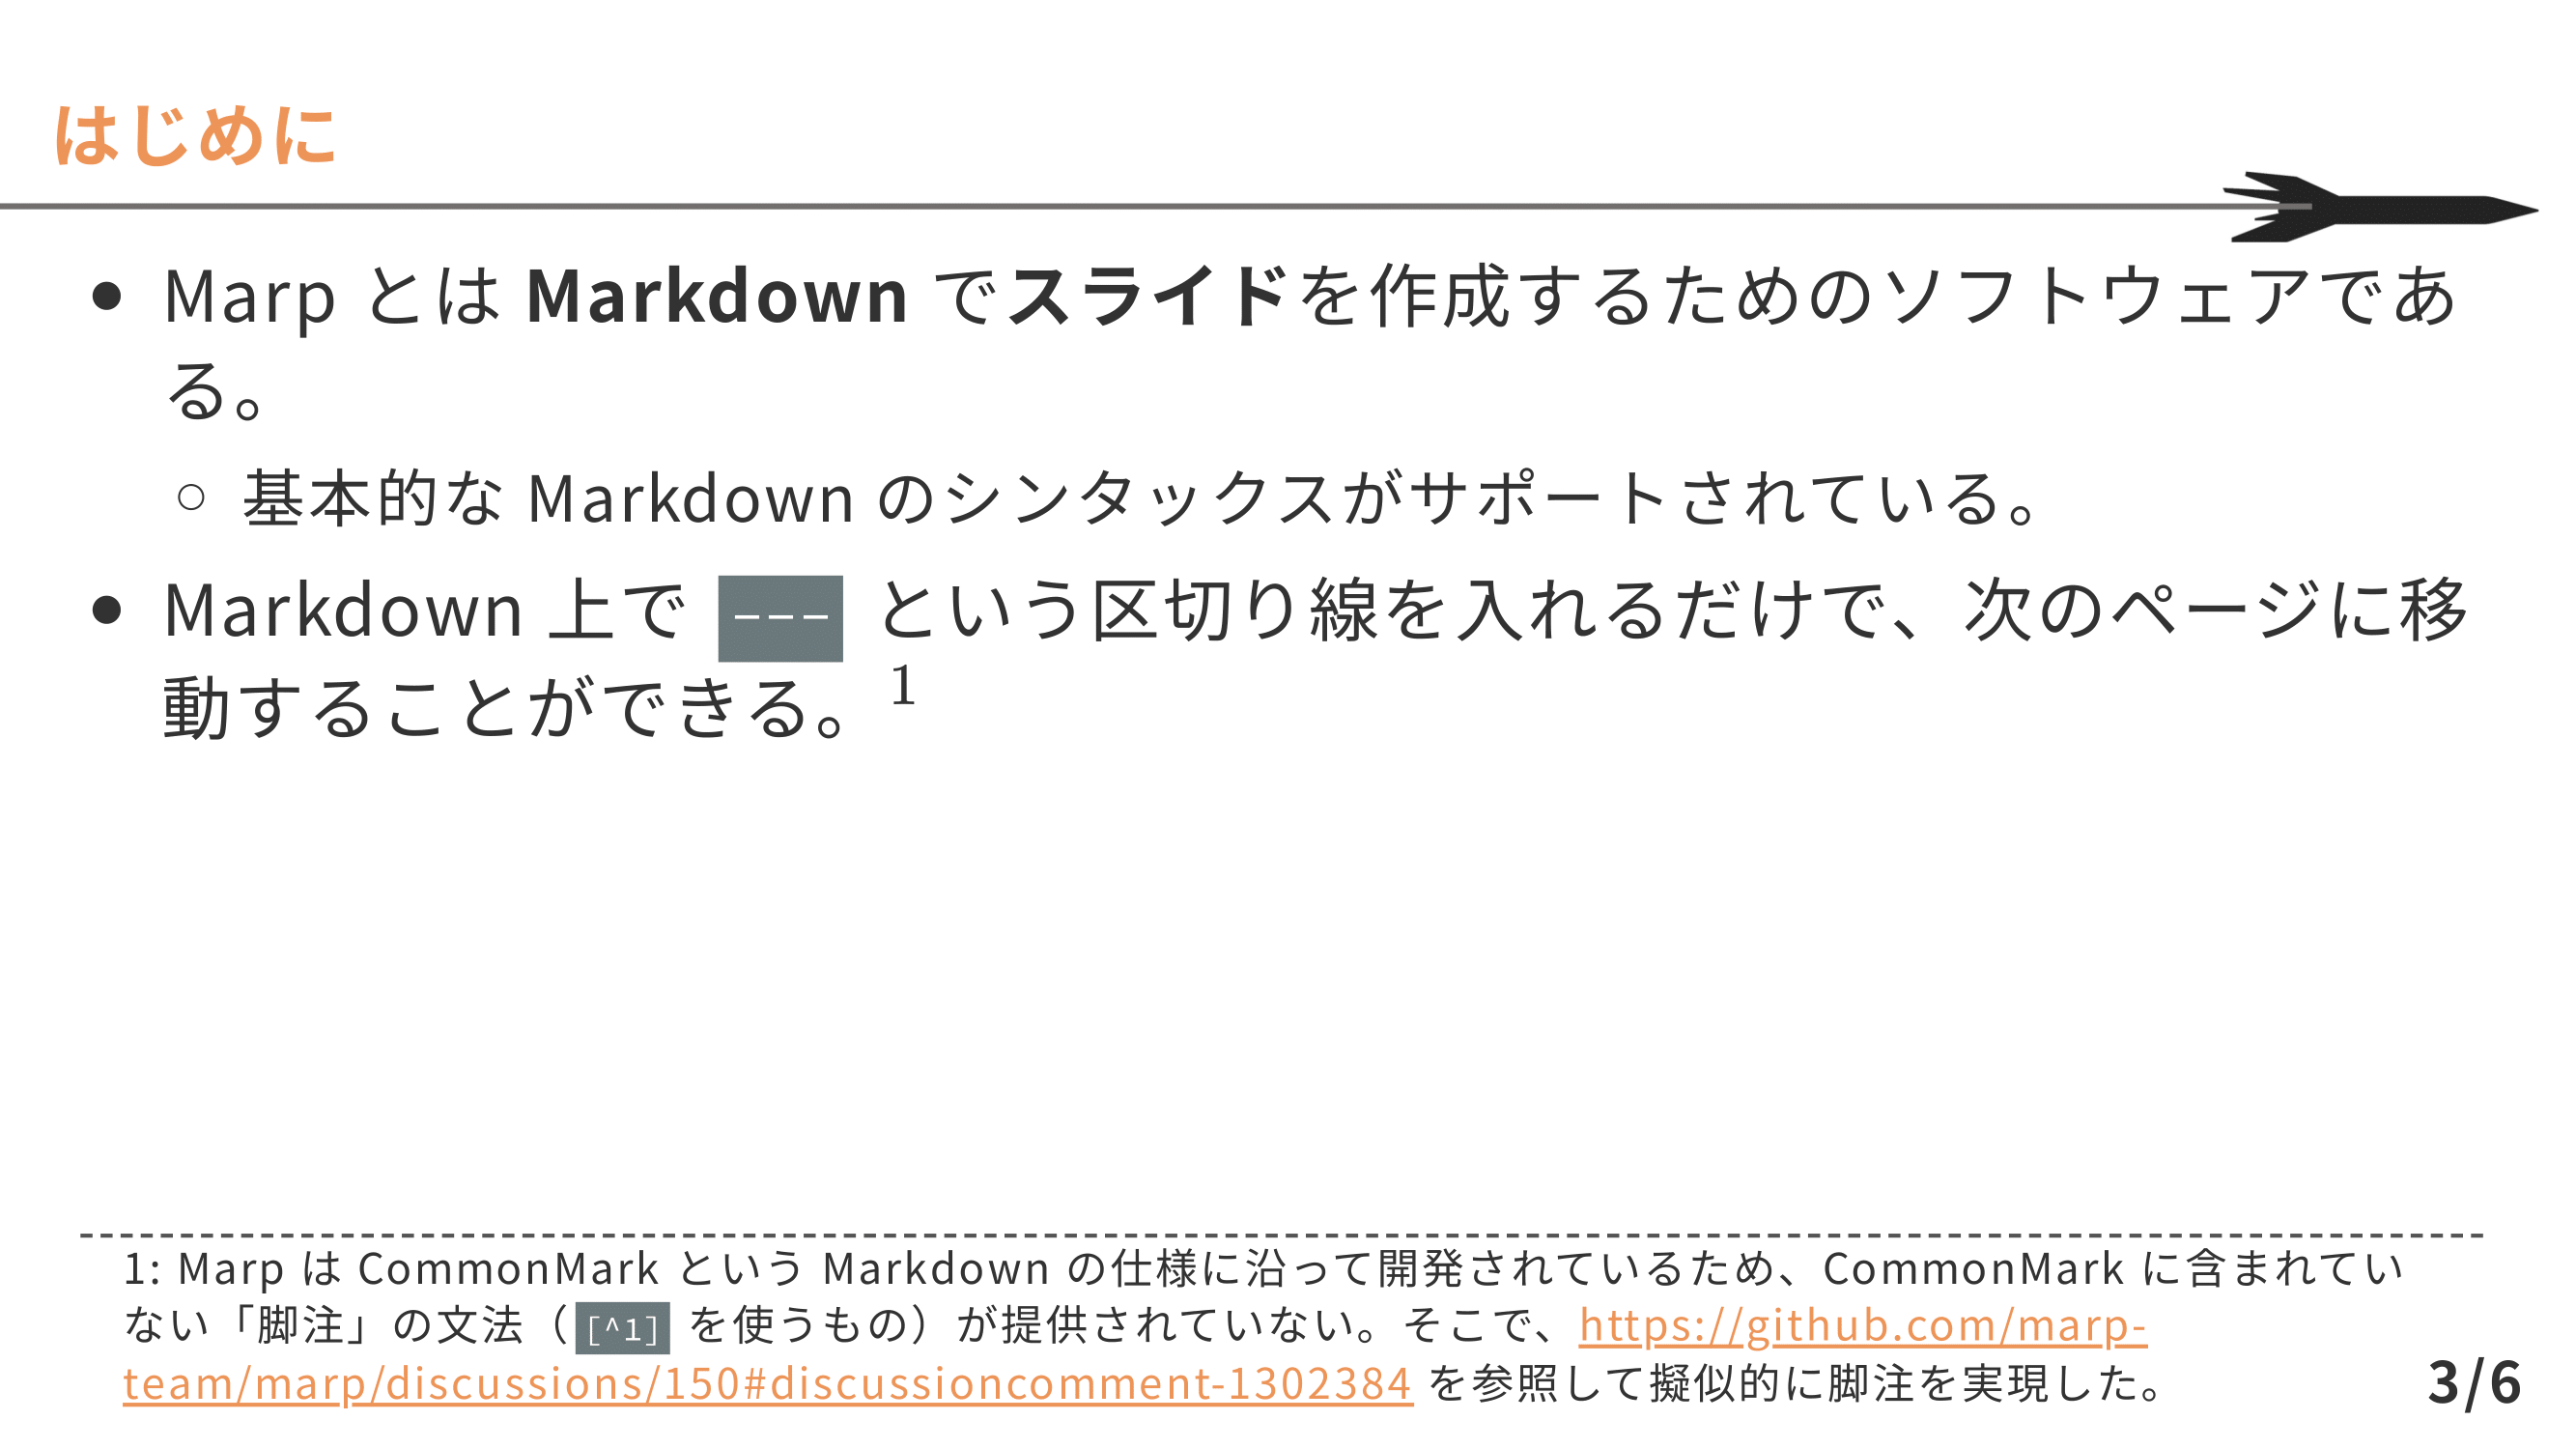 はじめに
• Marp とは Markdown でスライドを作成するためのソフトウェアであ
る。
○ 基本的な Markdown のシンタックスがサポートされている。
• Markdown 上で --- という区切り線を入れるだけで、次のページに移
動することができる。1
1: Marp は CommonMark という Markdown の仕様に沿って開発されているため、CommonMark に含まれてい
ない「脚注」の文法（[^1] を使うもの）が提供されていない。そこで、https://github.com/marp-
team/marp/discussions/150#discussioncomment-1302384 を参照して擬似的に脚注を実現した。
3/6